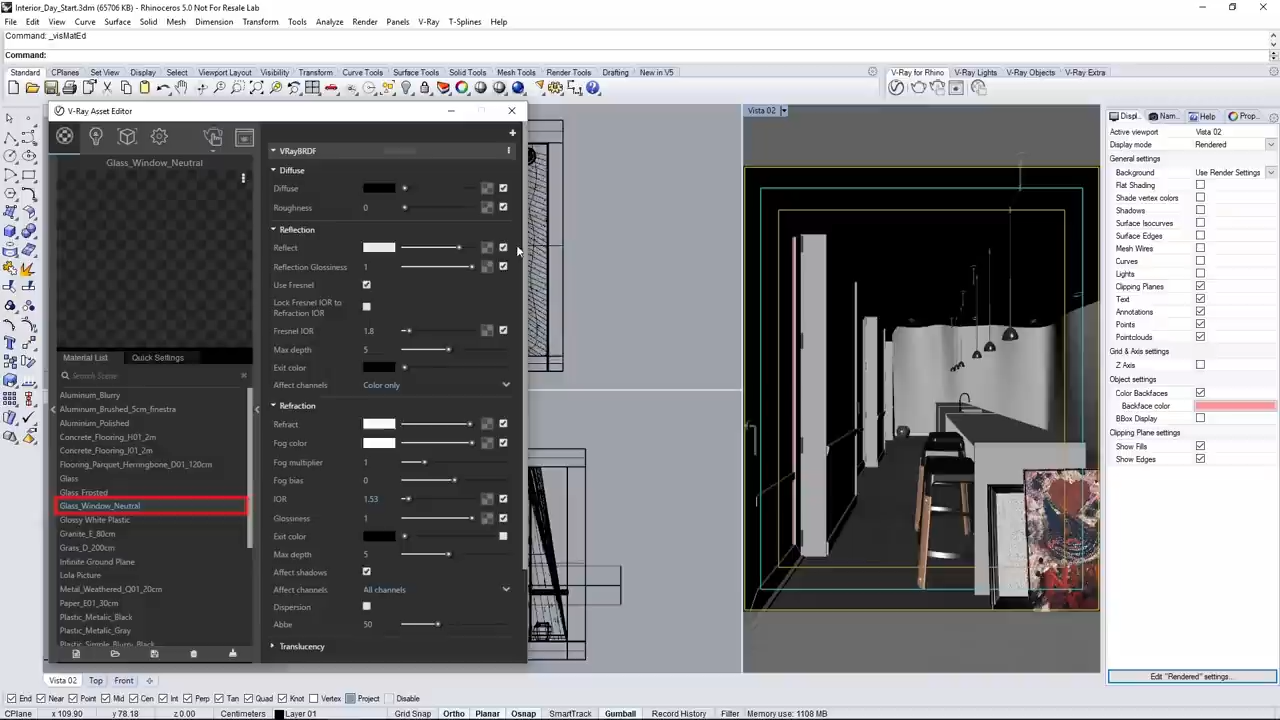 Interior_Day_Start.3dm (65706 KB) - Rhinoceros 5.0 Not For Resale Lab
File Edit View Curve Surface Solid Mesh Dimension Transform Tools Analyze Render Panels V-Ray T-Splines Help
Command: _visMatEd
Command:
Standard CPlanes Set View Display Select Viewport Layout Visibility Transform Curve Tools Surface Tools Solid Tools Mesh Tools Render Tools Drafting New in V5 V-Ray for Rhino V-Ray Lights V-Ray Objects V-Ray Extra
V-Ray Asset Editor
Glass_Window_Neutral
Material List Quick Settings
Aluminum_Blurry
Aluminum_Brushed_5cm_finestra
Aluminum_Polished
Concrete_Flooring_H01_2m
Concrete_Flooring_I01_2m
Flooring_Parquet_Herringbone_D01_120cm
Glass
Glass_Frosted
Glass_Window_Neutral
Glossy White Plastic
Granite_E_80cm
Grass_D_200cm
Infinite Ground Plane
Lola Picture
Metal_Weathered_Q01_20cm
Paper_E01_30cm
Plastic_Metalic_Black
Plastic_Metalic_Gray
Plastic_Simple_Blurry_Black
VRayBRDF
Diffuse
Diffuse
Roughness 0
Reflection
Reflect
Reflection Glossiness 1
Use Fresnel
Lock Fresnel IOR to
Refraction IOR
Fresnel IOR 1.8
Max depth 5
Exit color
Affect channels Color only
Refraction
Refract
Fog color
Fog multiplier 1
Fog bias 0
IOR 1.53
Glossiness 1
Exit color
Max depth 5
Affect shadows
Affect channels All channels
Dispersion
Abbe 50
Translucency
Vista 02
Displ... Nam... Help Prop...
Active viewport Vista 02
Display mode Rendered
General settings
Background Use Render Settings
Flat Shading
Shade vertex colors
Shadows
Surface Isocurves
Surface Edges
Mesh Wires
Curves
Lights
Clipping Planes
Text
Annotations
Points
Pointclouds
Grid & Axis settings
Z Axis
Object settings
Color Backfaces
Backface color
BBox Display
Clipping Plane settings
Show Fills
Show Edges
Edit "Rendered" settings...
Vista 02 Top Front
End Near Point Mid Cen Int Perp Tan Quad Knot Vertex Project Disable
CPlane x 109.90 y 78.18 z 0.00 Centimeters Layer 01 Grid Snap Ortho Planar Osnap SmartTrack Gumball Record History Filter Memory use: 1108 MB